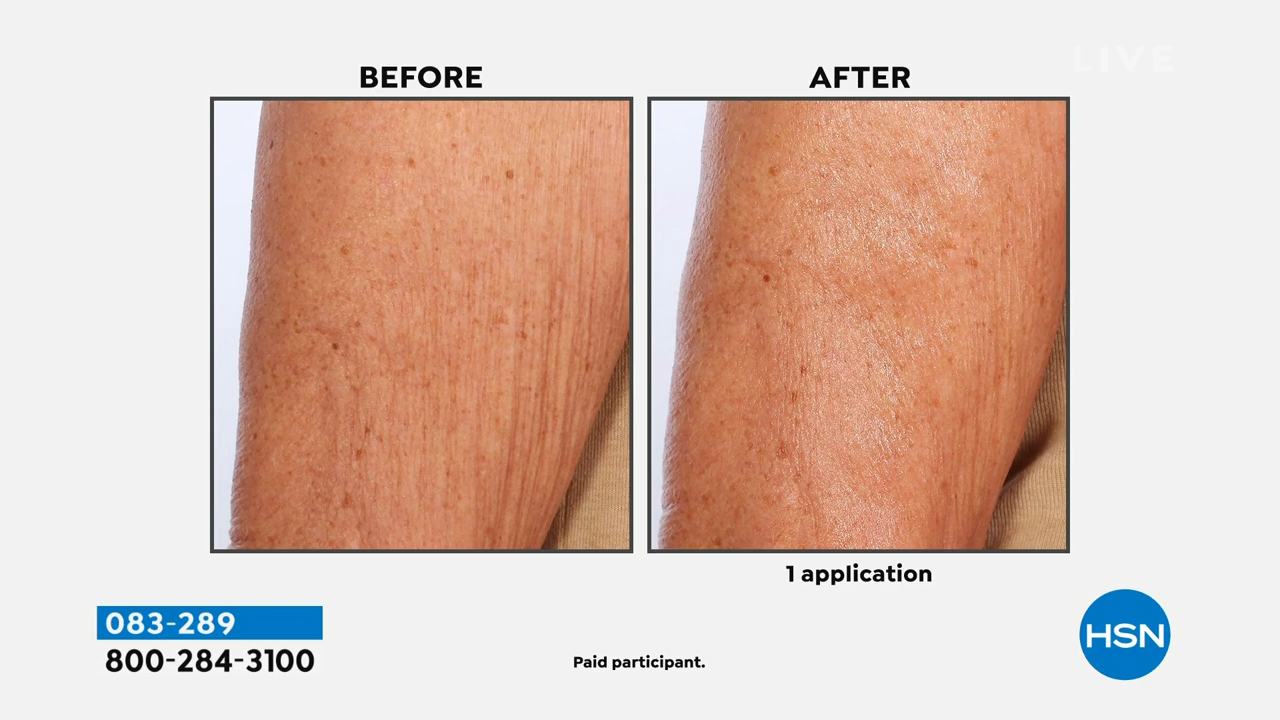 LIVE
BEFORE
AFTER
1 application
083-289
800-284-3100
Paid participant.
HSN